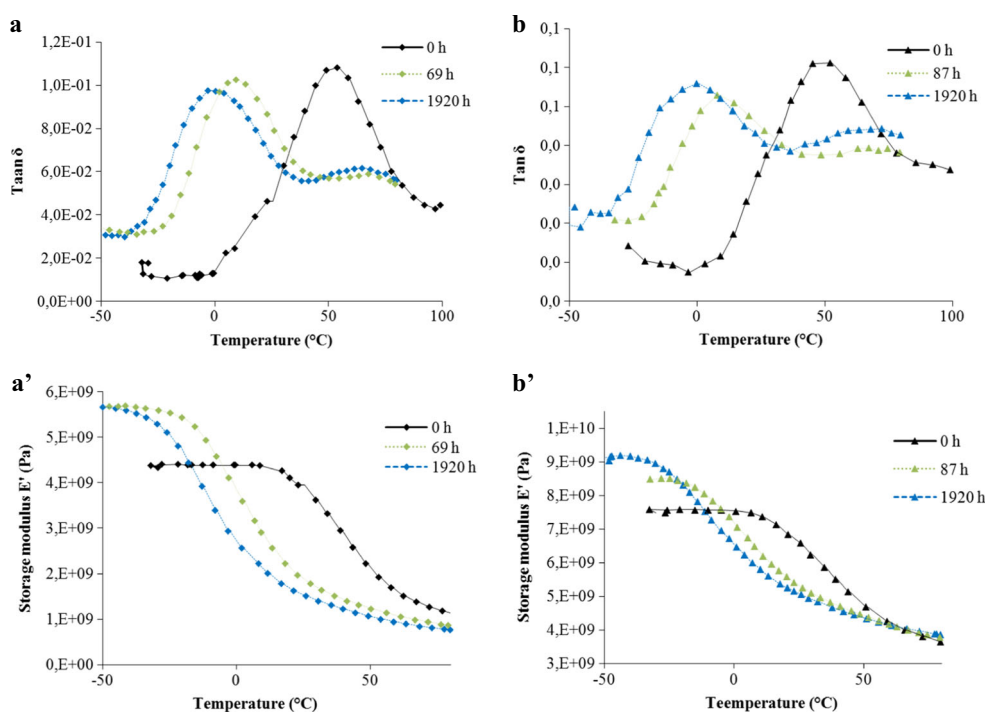 a
1,2E-01
1,0E-01
8,0E-02
6,0E-02
4,0E-02
2,0E-02
0,0E+00
Taan δ
-50
0
50
100
Temperature (°C)
0 h
69 h
1920 h
b
0,1
0,1
0,1
0,0
0,0
0,0
0,0
0,0
Tan δ
-50
0
50
100
Temperature (°C)
0 h
87 h
1920 h
a’
6,E+09
5,E+09
4,E+09
3,E+09
2,E+09
1,E+09
0,E+00
Storage modulus E' (Pa)
-50
0
50
Temperature (°C)
0 h
69 h
1920 h
b’
1,E+10
9,E+09
8,E+09
7,E+09
6,E+09
5,E+09
4,E+09
3,E+09
Storage modulus E' (Pa)
-50
0
50
Teemperature (°C)
0 h
87 h
1920 h